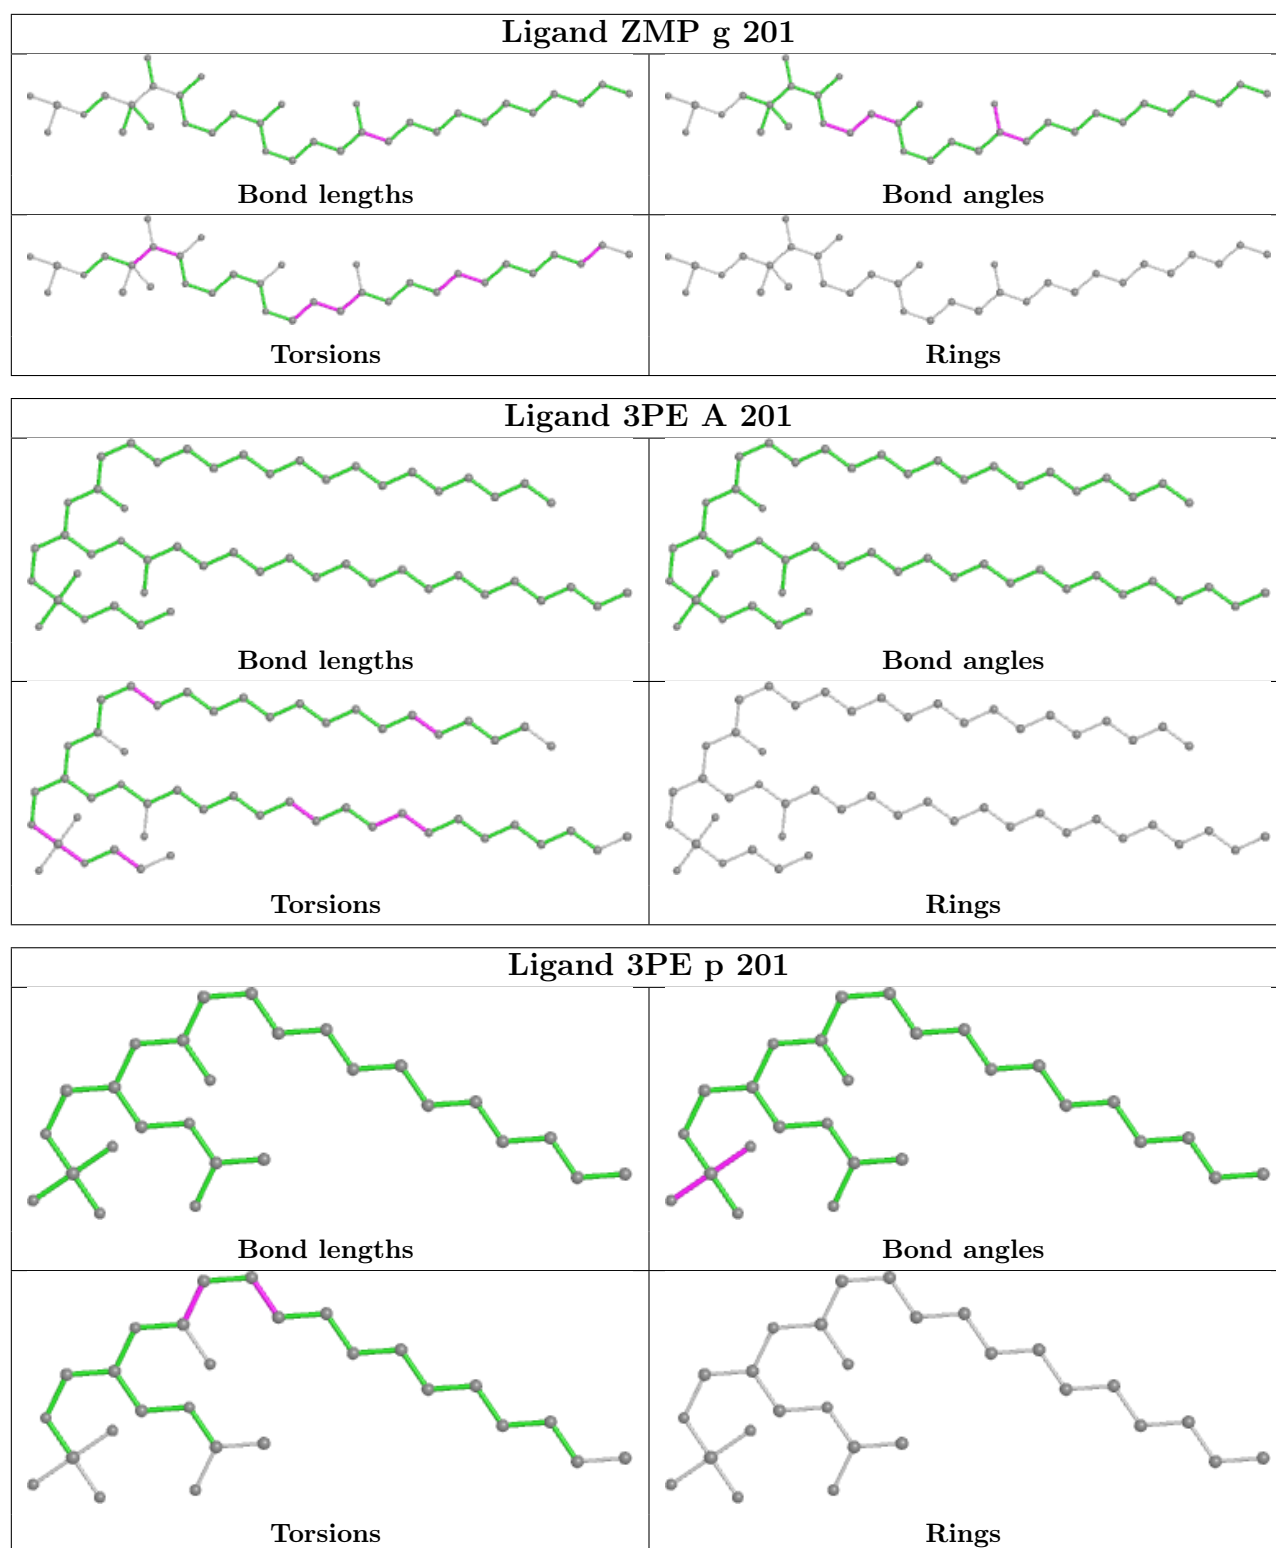 Ligand ZMP g 201
Bond lengths
Bond angles
Torsions
Rings
Ligand 3PE A 201
Bond lengths
Bond angles
Torsions
Rings
Ligand 3PE p 201
Bond lengths
Bond angles
Torsions
Rings